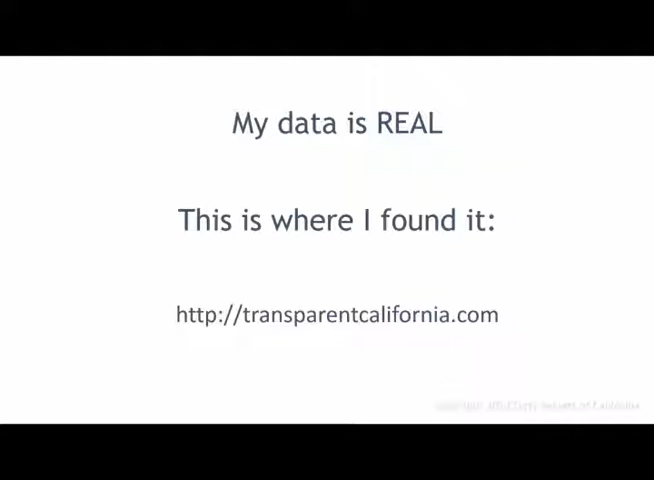 My data is REAL
This is where I found it:
http://transparentcalifornia.com